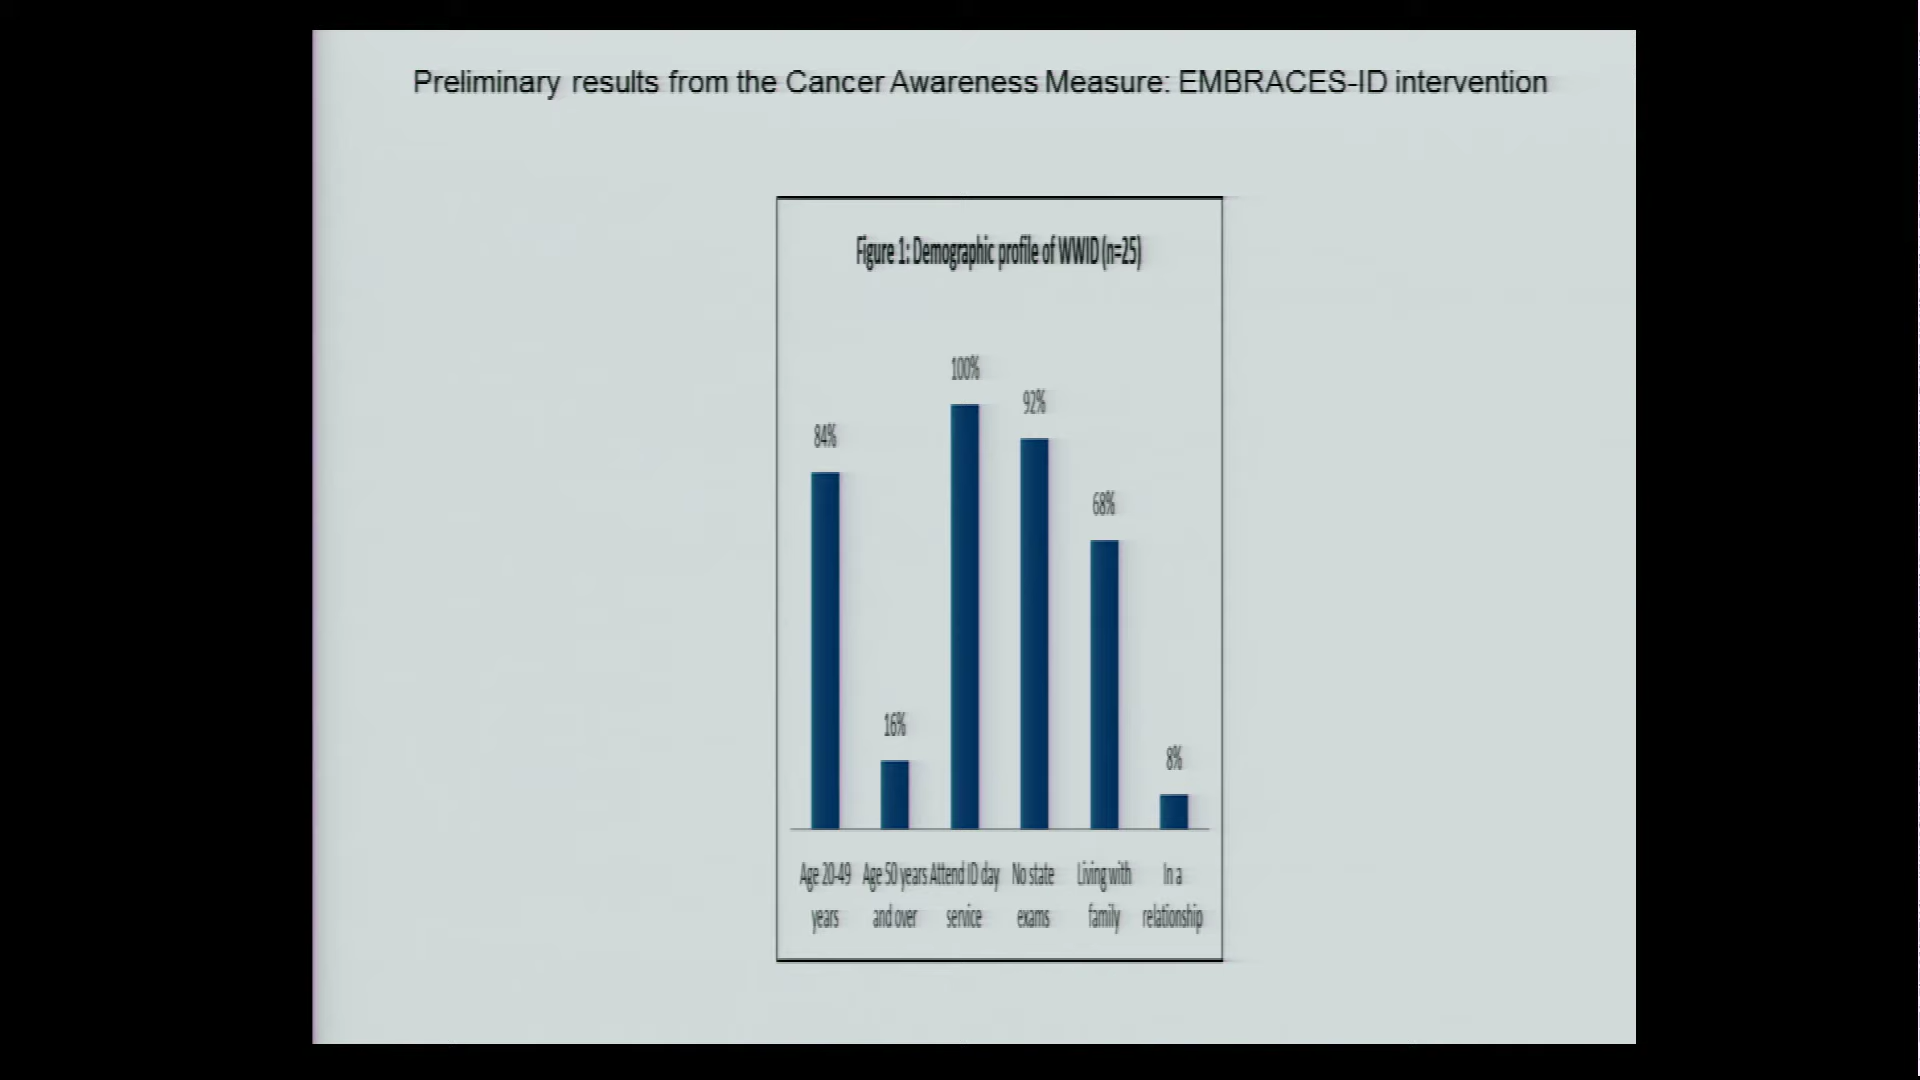 Preliminary results from the Cancer Awareness Measure: EMBRACES-ID intervention
Figure 1: Demographic profile of WWID (n=25)
84%
16%
100%
92%
68%
8%
Age 20-49
years
Age 50 years
and over
Attend ID day
service
No state
exams
Living with
family
In a
relationship